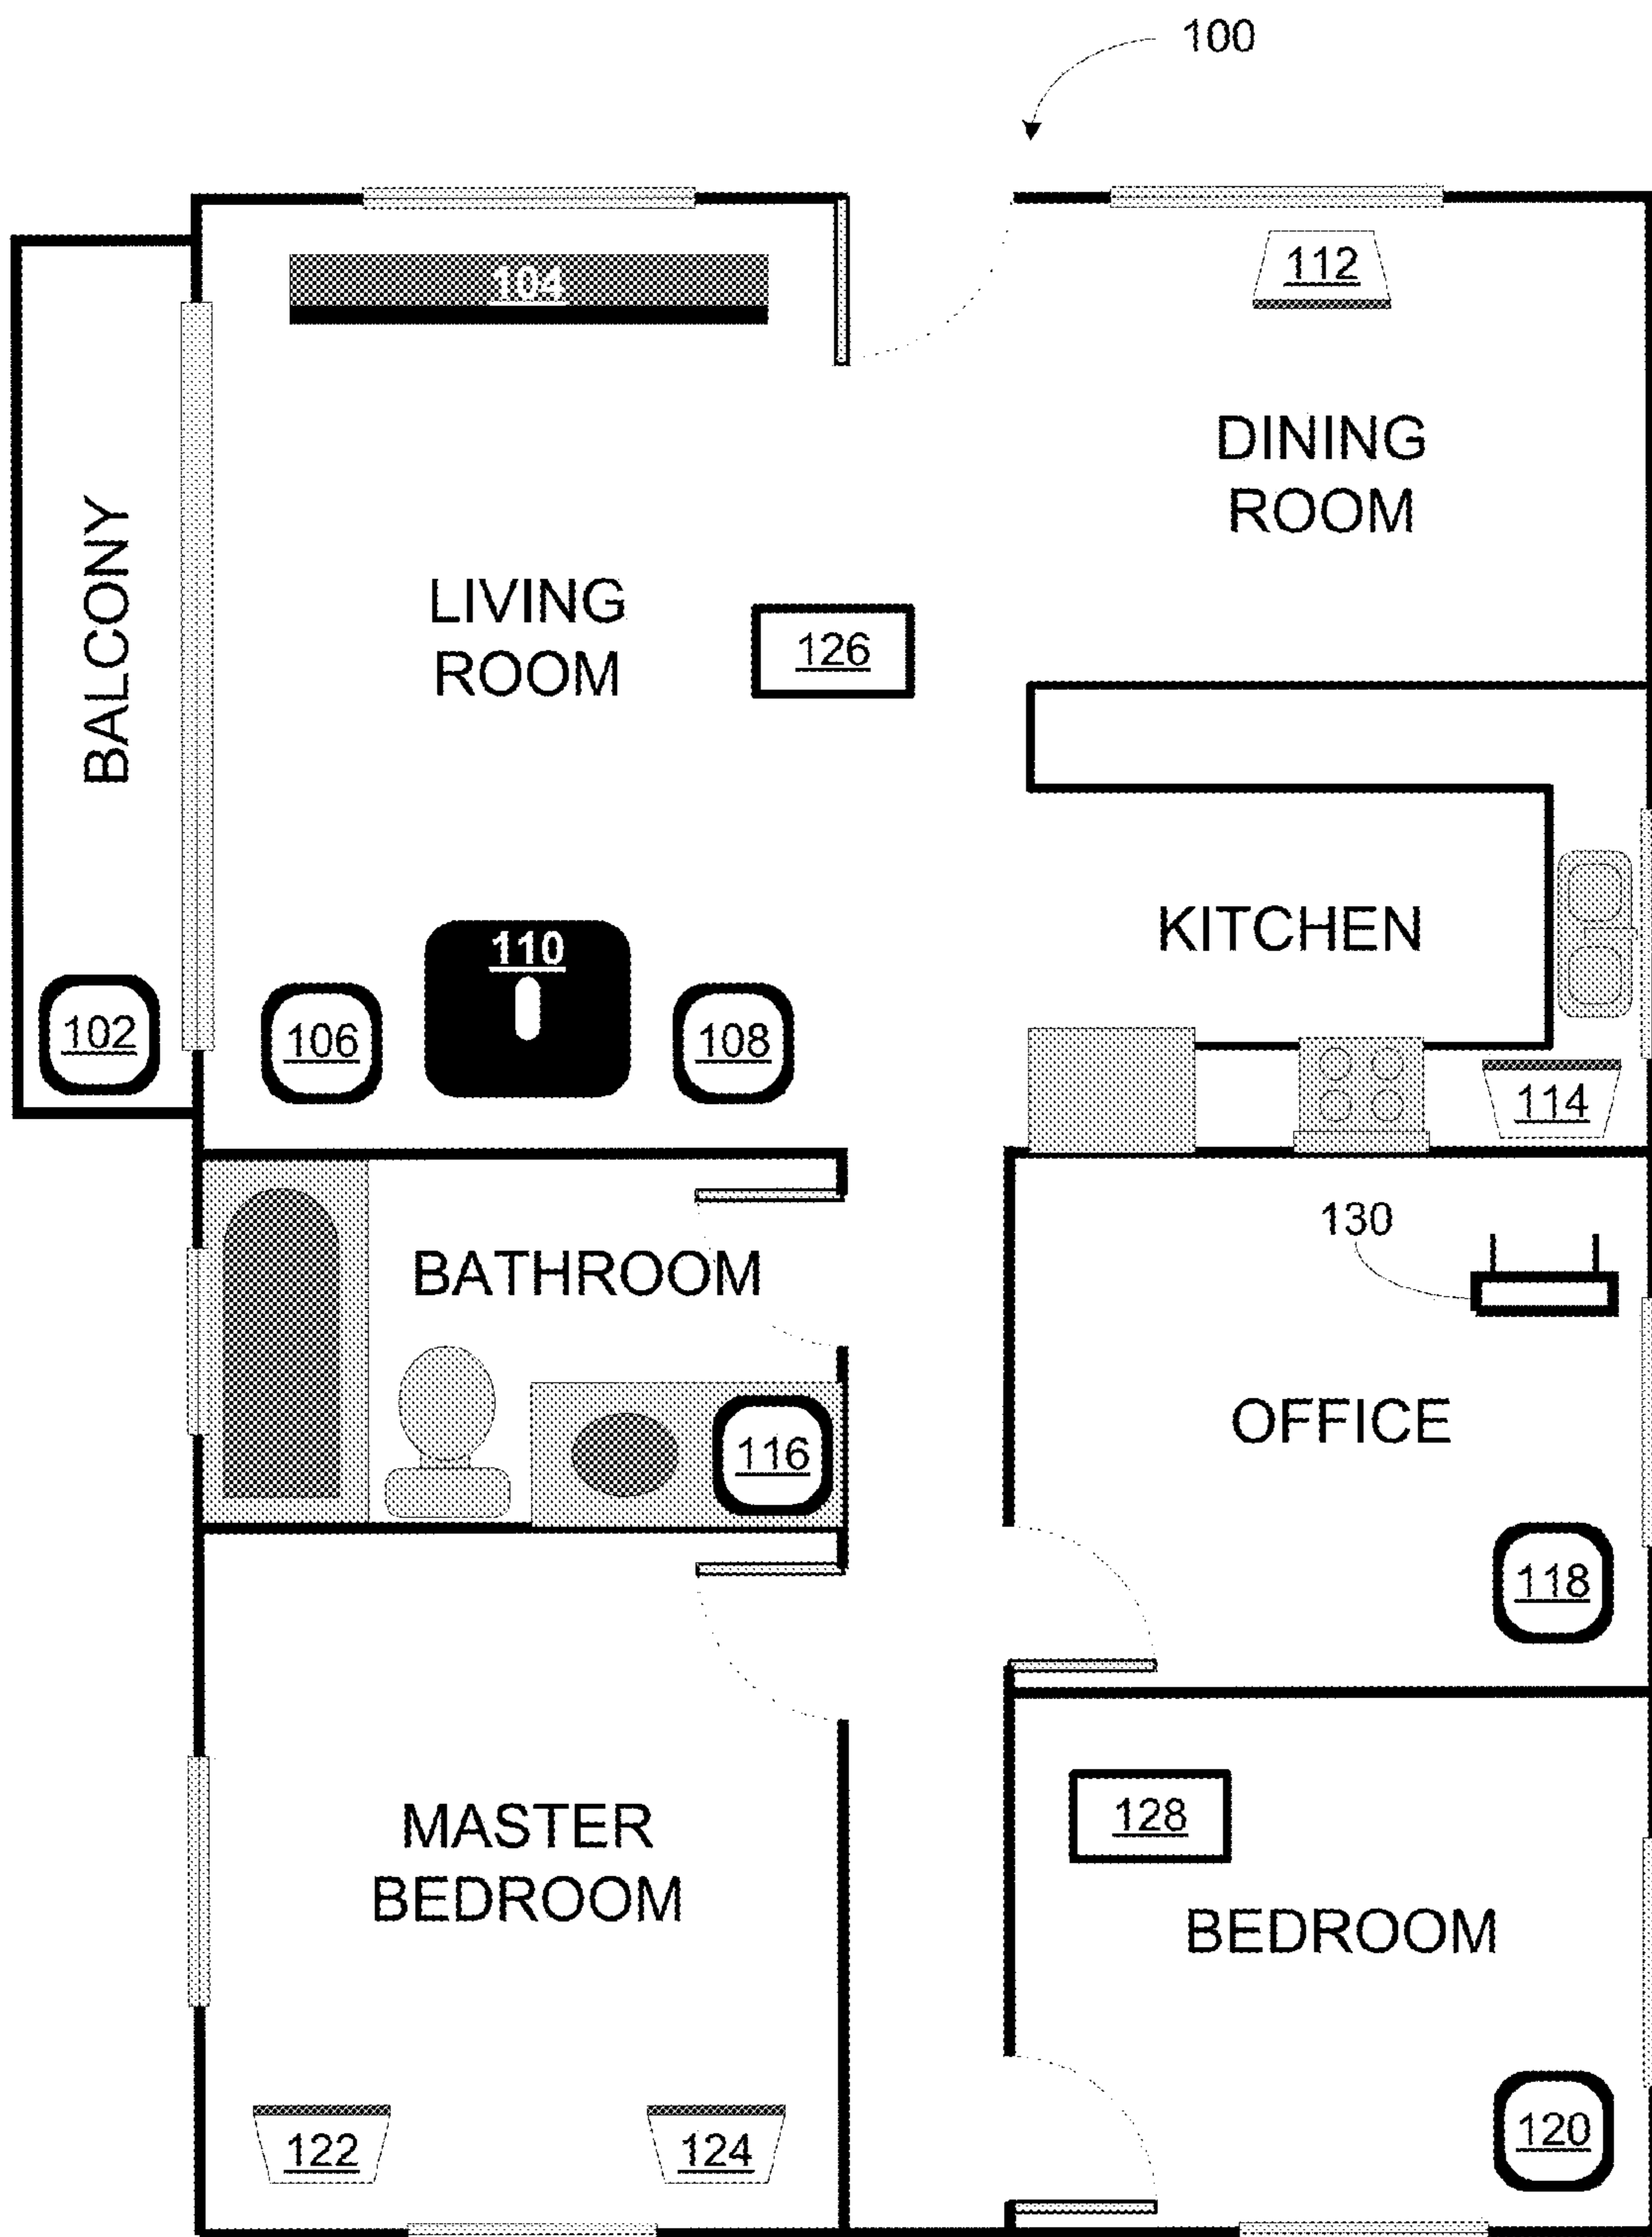 100
104
112
DINING
ROOM
BALCONY
LIVING
ROOM
126
KITCHEN
110
102
106
108
114
130
BATHROOM
OFFICE
116
118
MASTER
BEDROOM
128
BEDROOM
122
124
120